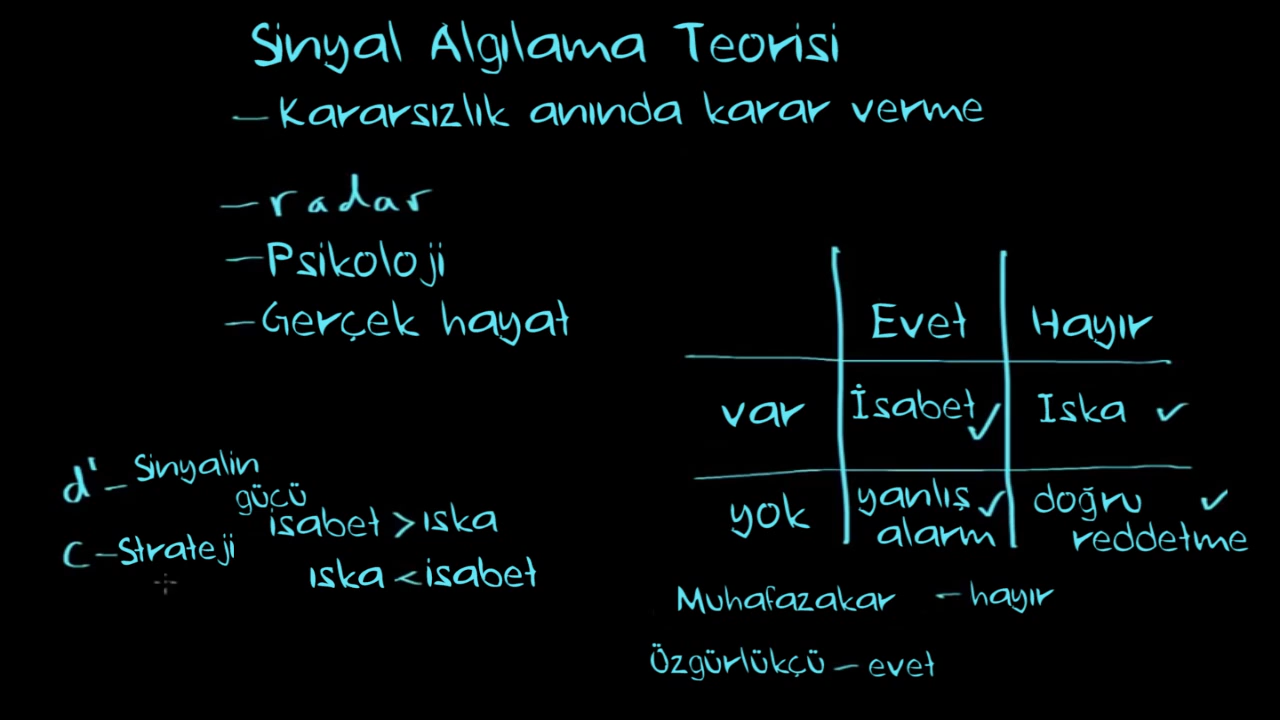 Sinyal Algılama Teorisi
– Kararsızlık anında karar verme
– radar
– Psikoloji
– Gerçek hayat
Evet Hayır
var İsabet ✓ Iska ✓
yok yanlış ✓ doğru ✓
alarm reddetme
d' – Sinyalin
gücü
isabet > ıska
c – Strateji
ıska < isabet
Muhafazakar – hayır
Özgürlükçü – evet